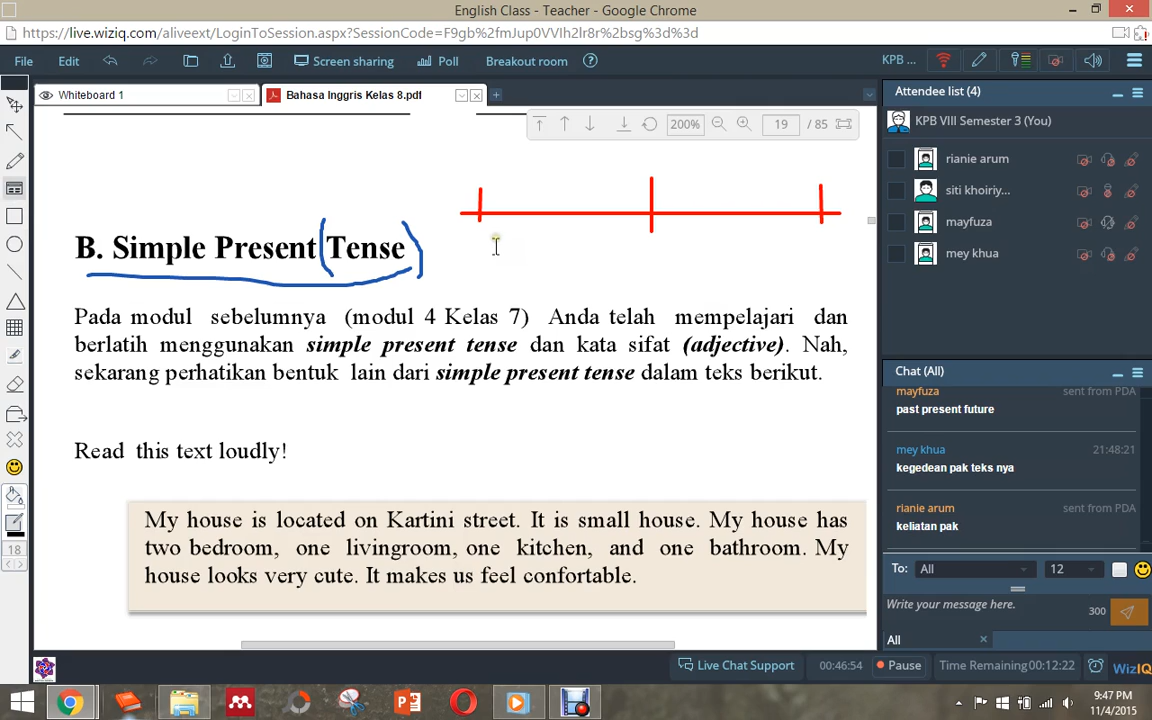 English Class - Teacher - Google Chrome
https://live.wiziq.com/aliveext/LoginToSession.aspx?SessionCode=F9gb%2fmJup0VVIh2lr8r%2bsg%3d%3d
File Edit Screen sharing Poll Breakout room KPB ...
Whiteboard 1 Bahasa Inggris Kelas 8.pdf
200% 19 / 85
Attendee list (4)
KPB VIII Semester 3 (You)
rianie arum
siti khoiriy...
mayfuza
mey khua
B. Simple Present Tense
Pada modul sebelumnya (modul 4 Kelas 7) Anda telah mempelajari dan
berlatih menggunakan simple present tense dan kata sifat (adjective). Nah,
sekarang perhatikan bentuk lain dari simple present tense dalam teks berikut.
Read this text loudly!
My house is located on Kartini street. It is small house. My house has
two bedroom, one livingroom, one kitchen, and one bathroom. My
house looks very cute. It makes us feel confortable.
Chat (All)
mayfuza sent from PDA
past present future
mey khua 21:48:21
kegedean pak teks nya
rianie arum sent from PDA
keliatan pak
To: All 12
Write your message here. 300
All
18
Live Chat Support 00:46:54 Pause Time Remaining 00:12:22 WizIQ
9:47 PM
11/4/2015